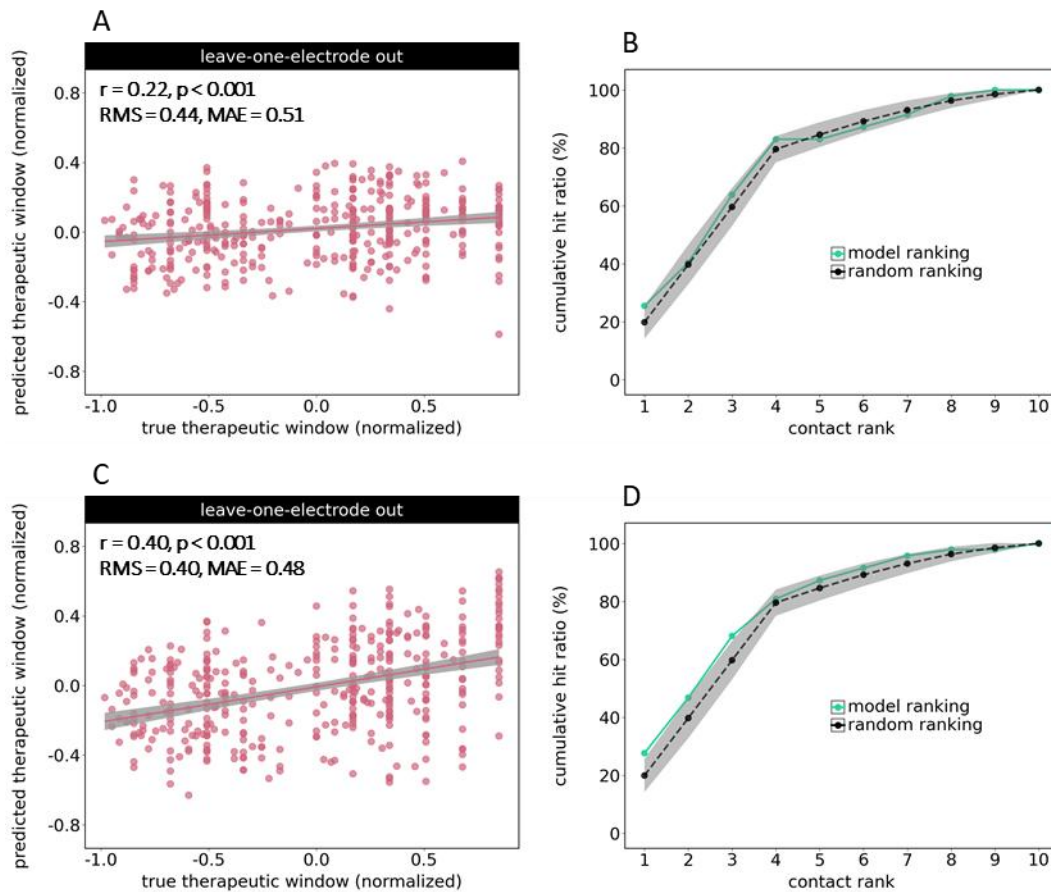 A
leave-one-electrode out
r = 0.22, p < 0.001
RMS = 0.44, MAE = 0.51
predicted therapeutic window (normalized)
0.8
0.4
0.0
-0.4
-0.8
-1.0 -0.5 0.0 0.5
true therapeutic window (normalized)
B
cumulative hit ratio (%)
100
80
60
40
20
0
model ranking
random ranking
1 2 3 4 5 6 7 8 9 10
contact rank
C
leave-one-electrode out
r = 0.40, p < 0.001
RMS = 0.40, MAE = 0.48
predicted therapeutic window (normalized)
0.8
0.4
0.0
-0.4
-0.8
-1.0 -0.5 0.0 0.5
true therapeutic window (normalized)
D
cumulative hit ratio (%)
100
80
60
40
20
0
model ranking
random ranking
1 2 3 4 5 6 7 8 9 10
contact rank